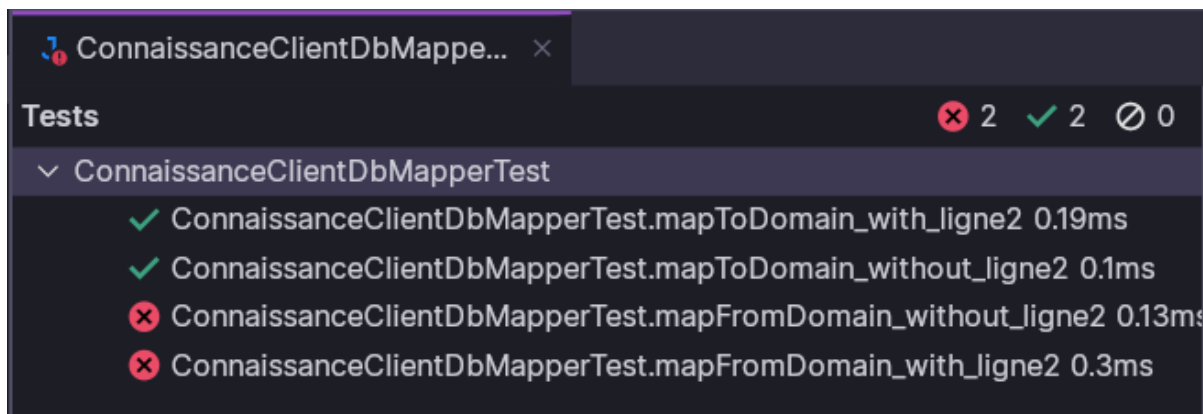 ConnaissanceClientDbMappe...
Tests 2 2 0
ConnaissanceClientDbMapperTest
ConnaissanceClientDbMapperTest.mapToDomain_with_ligne2 0.19ms
ConnaissanceClientDbMapperTest.mapToDomain_without_ligne2 0.1ms
ConnaissanceClientDbMapperTest.mapFromDomain_without_ligne2 0.13ms
ConnaissanceClientDbMapperTest.mapFromDomain_with_ligne2 0.3ms